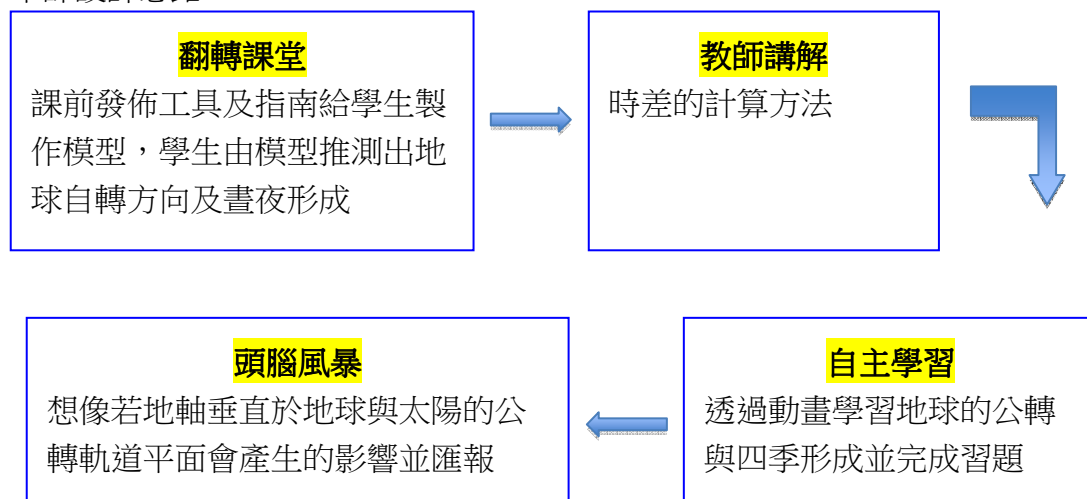 翻轉課堂
課前發佈工具及指南給學生製
作模型，學生由模型推測出地
球自轉方向及晝夜形成
教師講解
時差的計算方法
自主學習
透過動畫學習地球的公轉
與四季形成並完成習題
頭腦風暴
想像若地軸垂直於地球與太陽的公
轉軌道平面會產生的影響並匯報